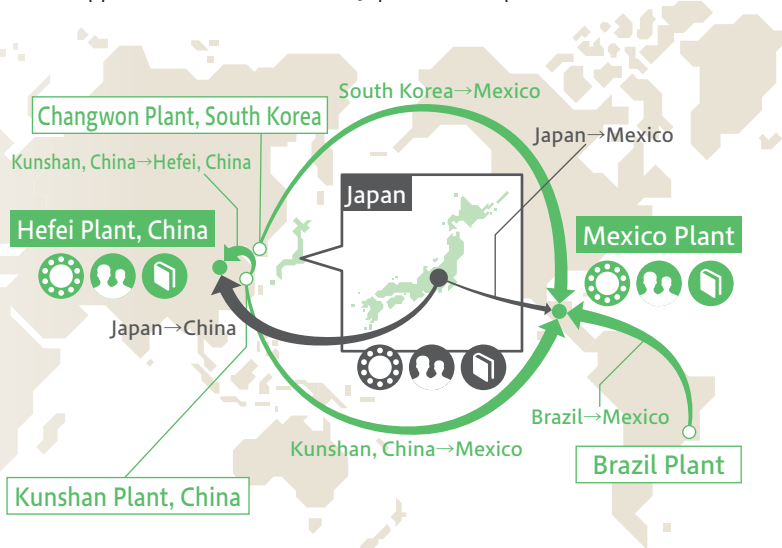 South Korea→Mexico
Changwon Plant, South Korea
Japan→Mexico
Kunshan, China→Hefei, China
Japan
Hefei Plant, China
Mexico Plant
Japan→China
Brazil→Mexico
Kunshan, China→Mexico
Brazil Plant
Kunshan Plant, China